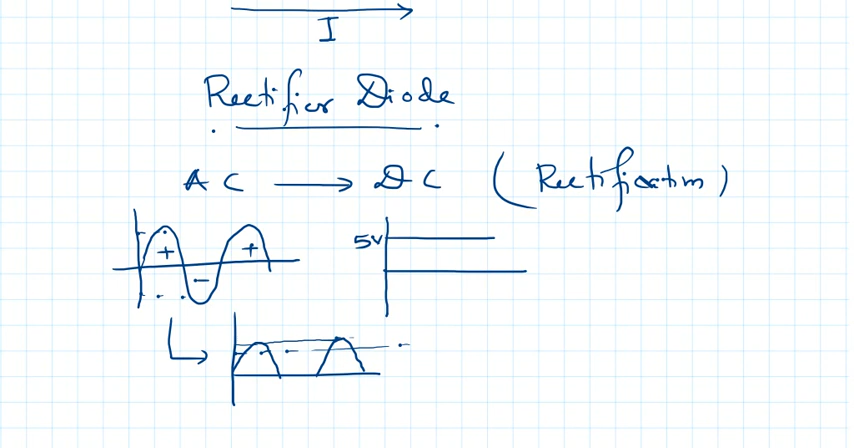 I
Rectifier Diode
AC → DC (Rectification)
+ - +
5V